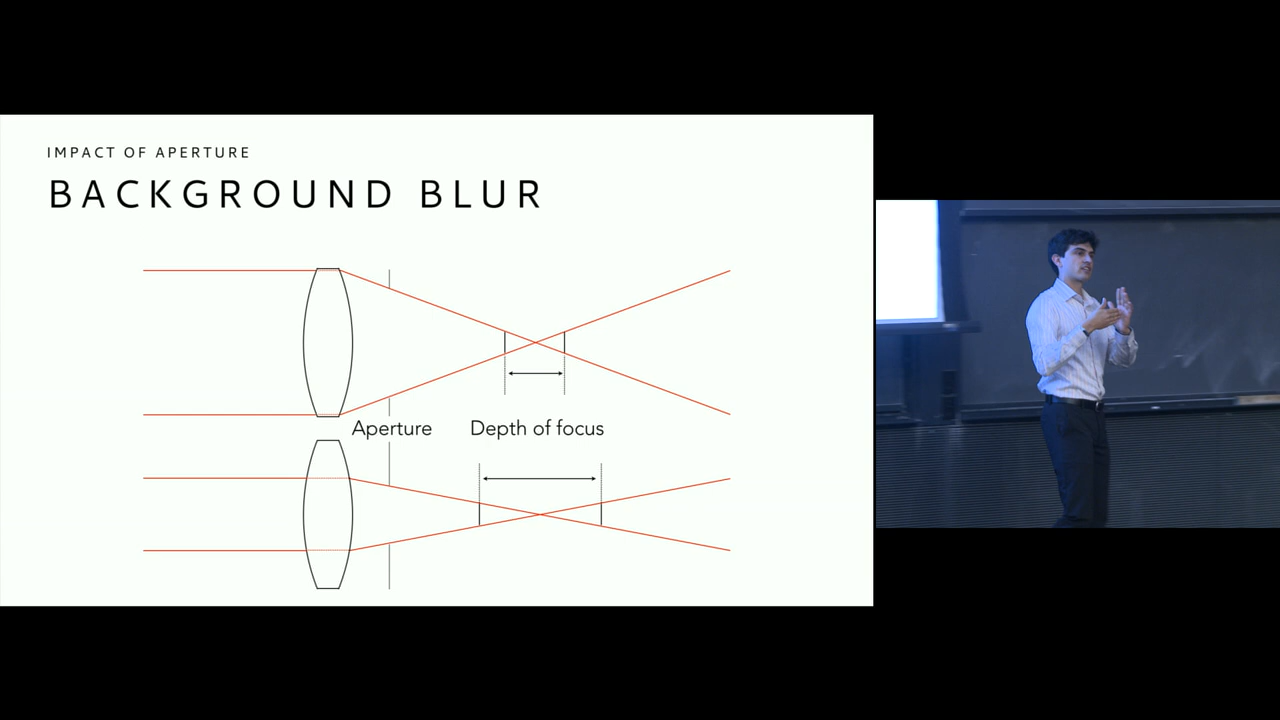 IMPACT OF APERTURE
BACKGROUND BLUR
Aperture
Depth of focus